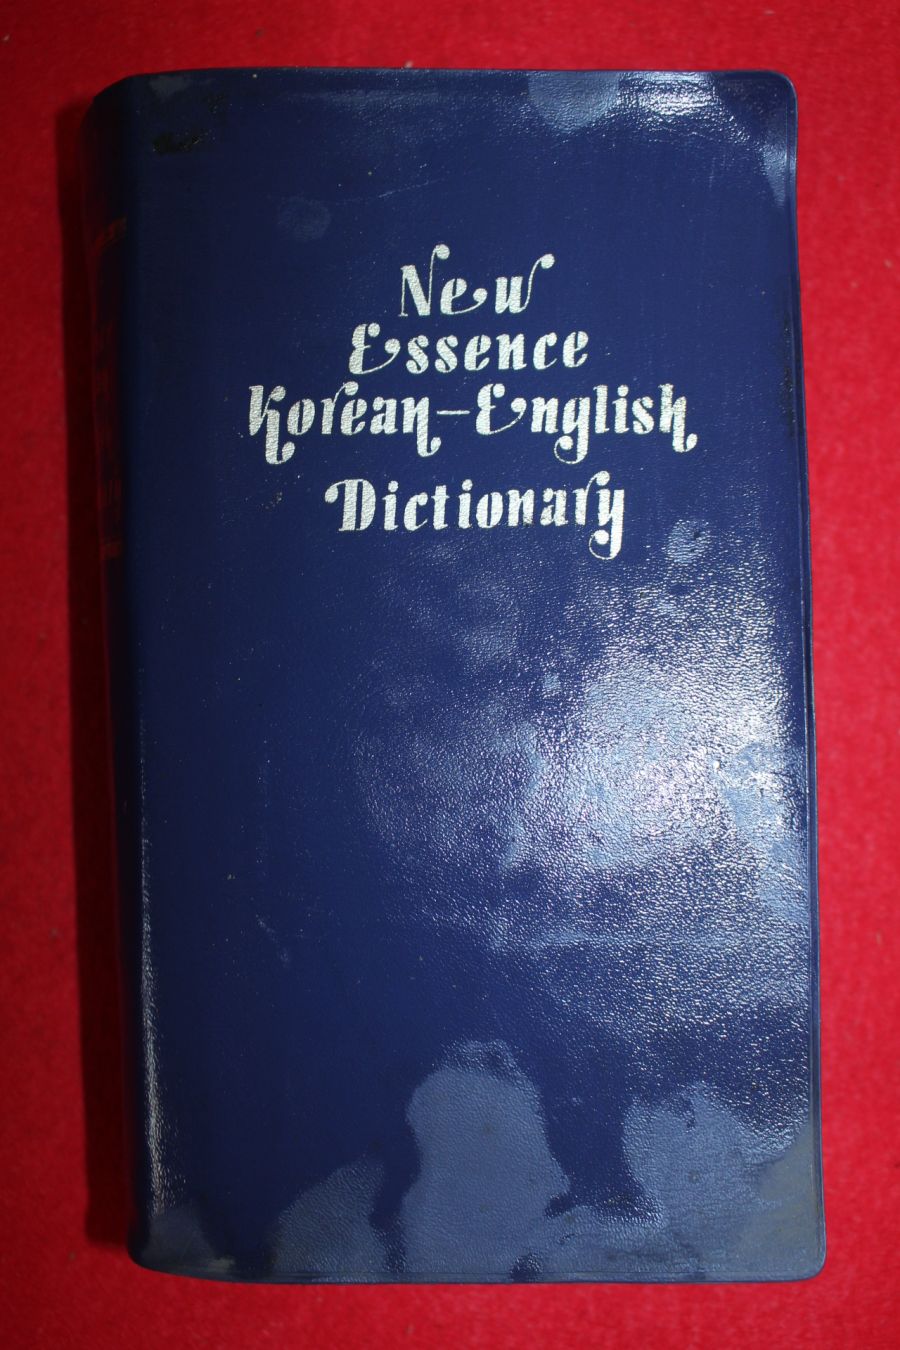 New
Essence
Korean-English
Dictionary